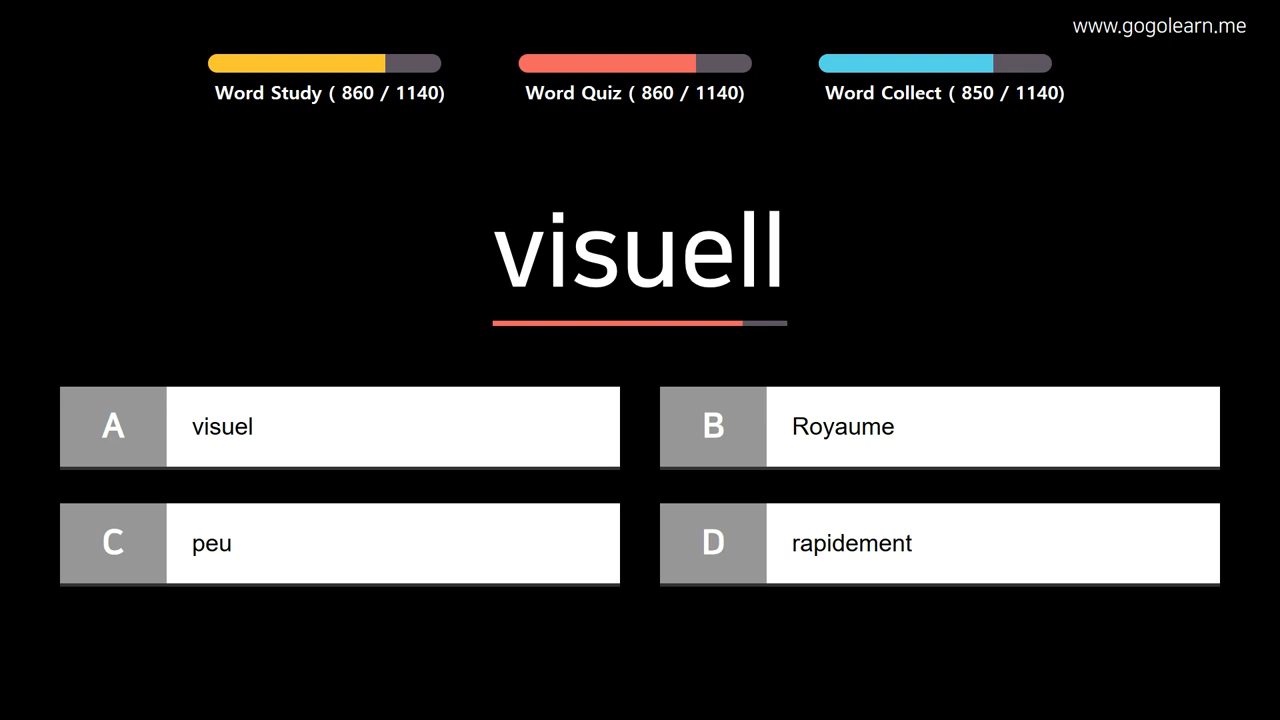 www.gogolearn.me
Word Study ( 860 / 1140)
Word Quiz ( 860 / 1140)
Word Collect ( 850 / 1140)
visuell
A visuel
B Royaume
C peu
D rapidement